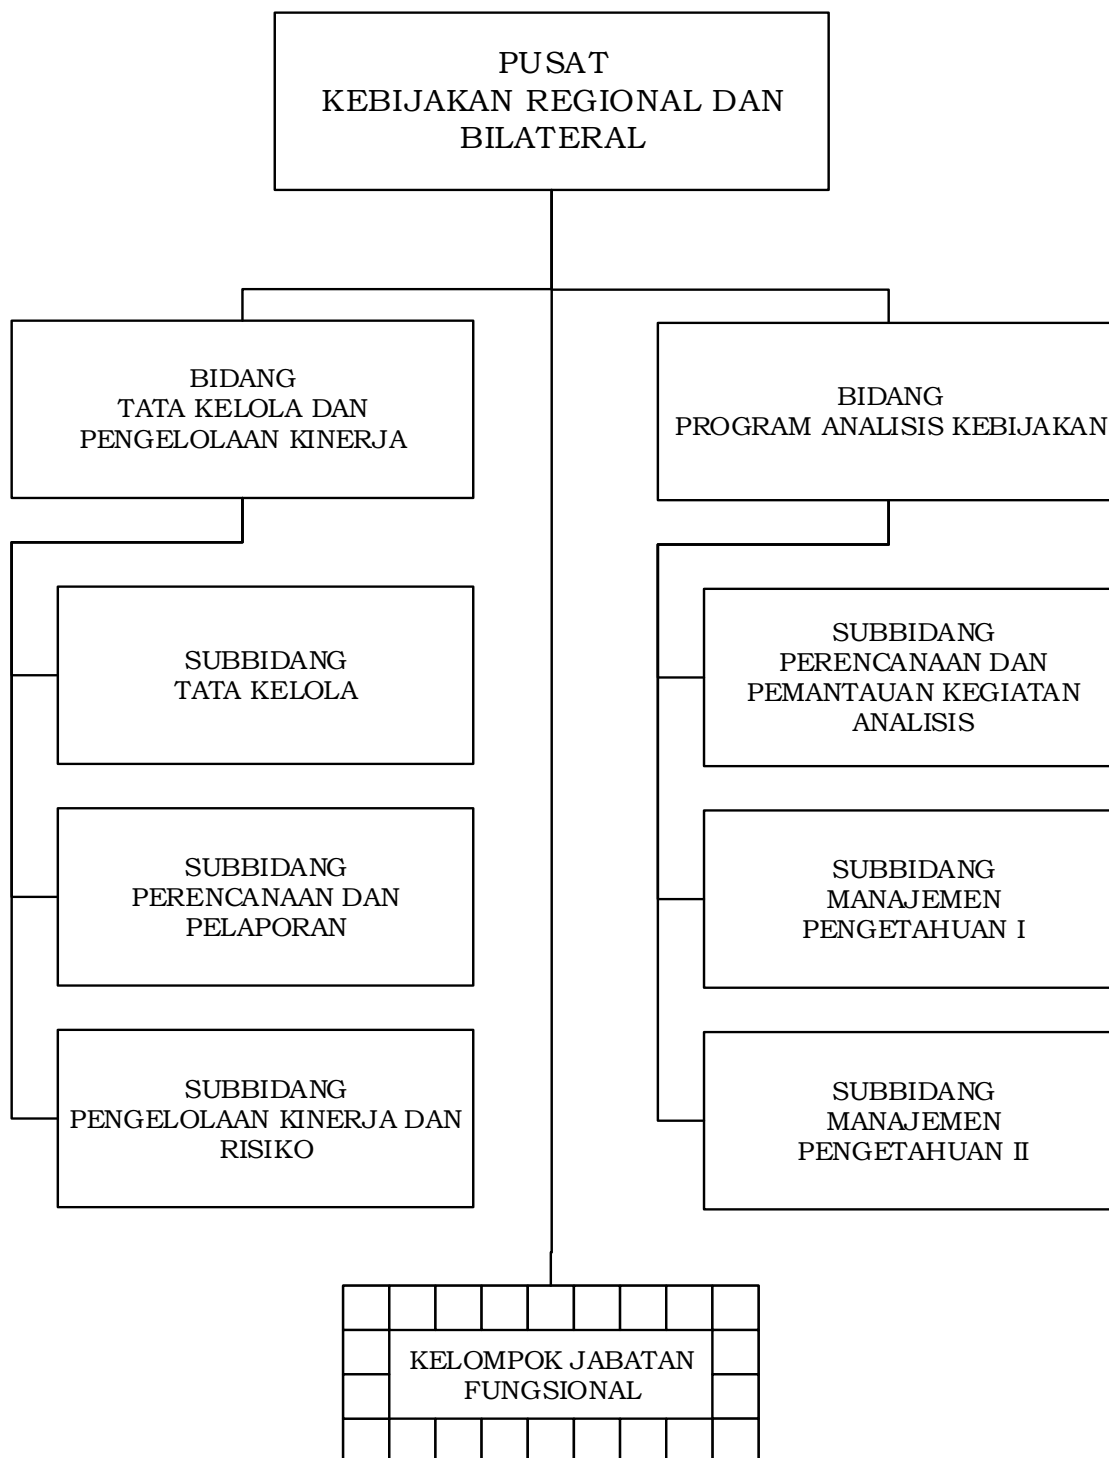 PUSAT
KEBIJAKAN REGIONAL DAN
BILATERAL
BIDANG
TATA KELOLA DAN
PENGELOLAAN KINERJA
BIDANG
PROGRAM ANALISIS KEBIJAKAN
SUBBIDANG
TATA KELOLA
SUBBIDANG
PERENCANAAN DAN
PELAPORAN
SUBBIDANG
PENGELOLAAN KINERJA DAN
RISIKO
SUBBIDANG
PERENCANAAN DAN
PEMANTAUAN KEGIATAN
ANALISIS
SUBBIDANG
MANAJEMEN
PENGETAHUAN I
SUBBIDANG
MANAJEMEN
PENGETAHUAN II
KELOMPOK JABATAN
FUNGSIONAL